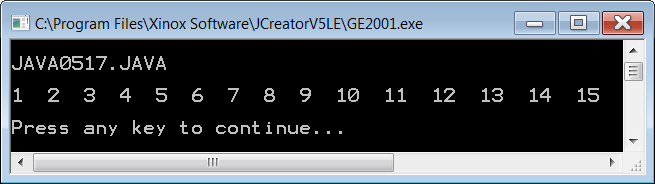 C:\Program Files\Xinox Software\JCreatorV5LE\GE2001.exe
JAVA0517.JAVA
1  2  3  4  5  6  7  8  9  10  11  12  13  14  15
Press any key to continue...